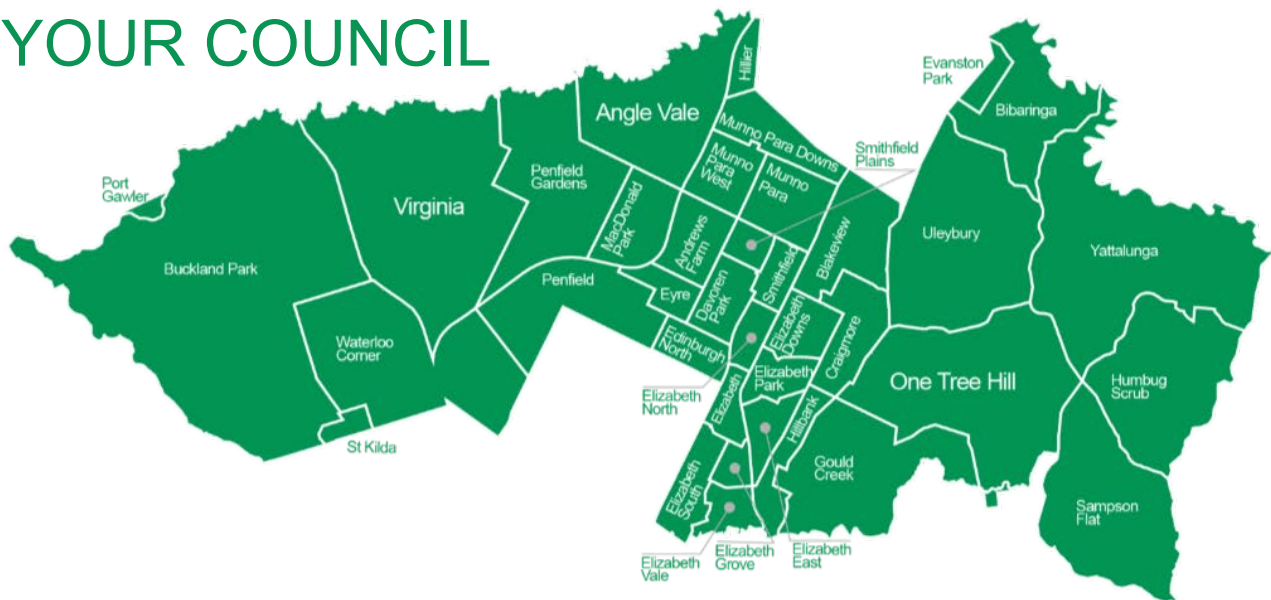 YOUR COUNCIL
Hillier
Evanston
Park
Bibaringa
Angle Vale
Munno Para Downs
Smithfield
Plains
Munno
Para
West
Munno
Para
Penfield
Gardens
Port
Gawler
Virginia
MacDonald
Park
Andrews
Farm
Blakeview
Uleybury
Yattalunga
Buckland Park
Penfield
Smithfield
Eyre
Davoren
Park
Waterloo
Corner
Edinburgh
North
Elizabeth
Downs
Craigmore
Elizabeth
Park
One Tree Hill
Humbug
Scrub
Elizabeth
North
Elizabeth
Hillbank
St Kilda
Gould
Creek
Elizabeth
South
Sampson
Flat
Elizabeth
Vale
Elizabeth
Grove
Elizabeth
East